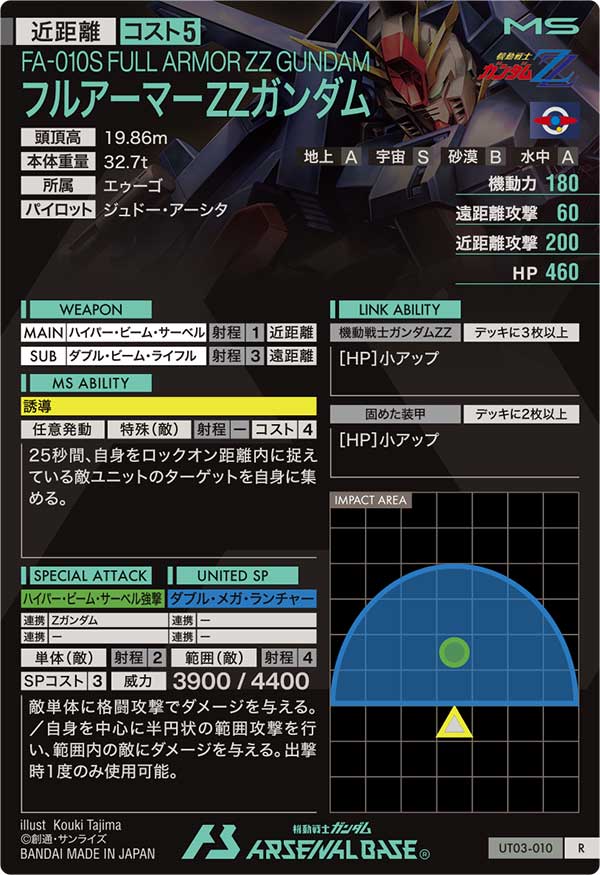 近距離 コスト5 MS
FA-010S FULL ARMOR ZZ GUNDAM
フルアーマーZZガンダム
機動戦士
ガンダムZZ
頭頂高 19.86m
本体重量 32.7t
所属 エゥーゴ
パイロット ジュドー・アーシタ
地上 A 宇宙 S 砂漠 B 水中 A
機動力 180
遠距離攻撃 60
近距離攻撃 200
HP 460
WEAPON
MAIN ハイパー・ビーム・サーベル 射程 1 近距離
SUB ダブル・ビーム・ライフル 射程 3 遠距離
MS ABILITY
誘導
任意発動 特殊(敵) 射程 ー コスト 4
25秒間、自身をロックオン距離内に捉え
ている敵ユニットのターゲットを自身に集
める。
LINK ABILITY
機動戦士ガンダムZZ デッキに3枚以上
[HP]小アップ
固めた装甲 デッキに2枚以上
[HP]小アップ
IMPACT AREA
SPECIAL ATTACK UNITED SP
ハイパー・ビーム・サーベル強撃 ダブル・メガ・ランチャー
連携 Zガンダム 連携 ー
連携 ー 連携 ー
単体(敵) 射程 2 範囲(敵) 射程 4
SPコスト 3 威力 3900 / 4400
敵単体に格闘攻撃でダメージを与える。
／自身を中心に半円状の範囲攻撃を行
い、範囲内の敵にダメージを与える。出撃
時1度のみ使用可能。
illust Kouki Tajima
©創通・サンライズ
BANDAI MADE IN JAPAN
機動戦士ガンダム
AB ARSENAL BASE®
UT03-010 R